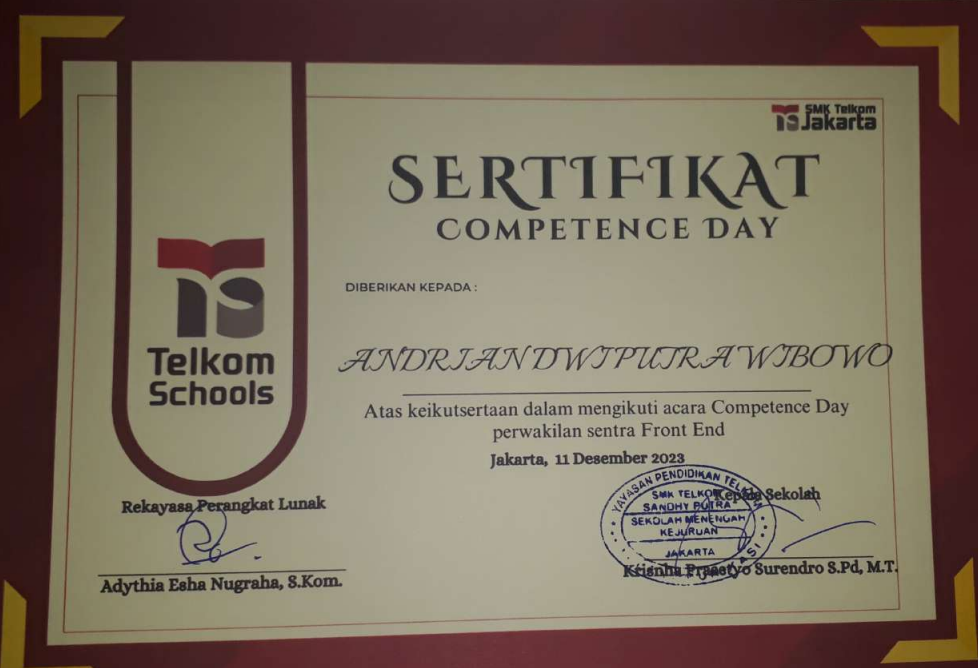 SMK Telkom
Jakarta
SERTIFIKAT
COMPETENCE DAY
DIBERIKAN KEPADA :
Telkom
Schools
ANDRIAN DWI PUTRA WIBOWO
Atas keikutsertaan dalam mengikuti acara Competence Day
perwakilan sentra Front End
Jakarta, 11 Desember 2023
Rekayasa Perangkat Lunak
Kepala Sekolah
YAYASAN PENDIDIKAN
SMK TELKOM
SANDHY PUTRA
SEKOLAH MENENGAH
KEJURUAN
JAKARTA
Adythia Esha Nugraha, S.Kom.
Krisnha Prasetyo Surendro S.Pd, M.T.